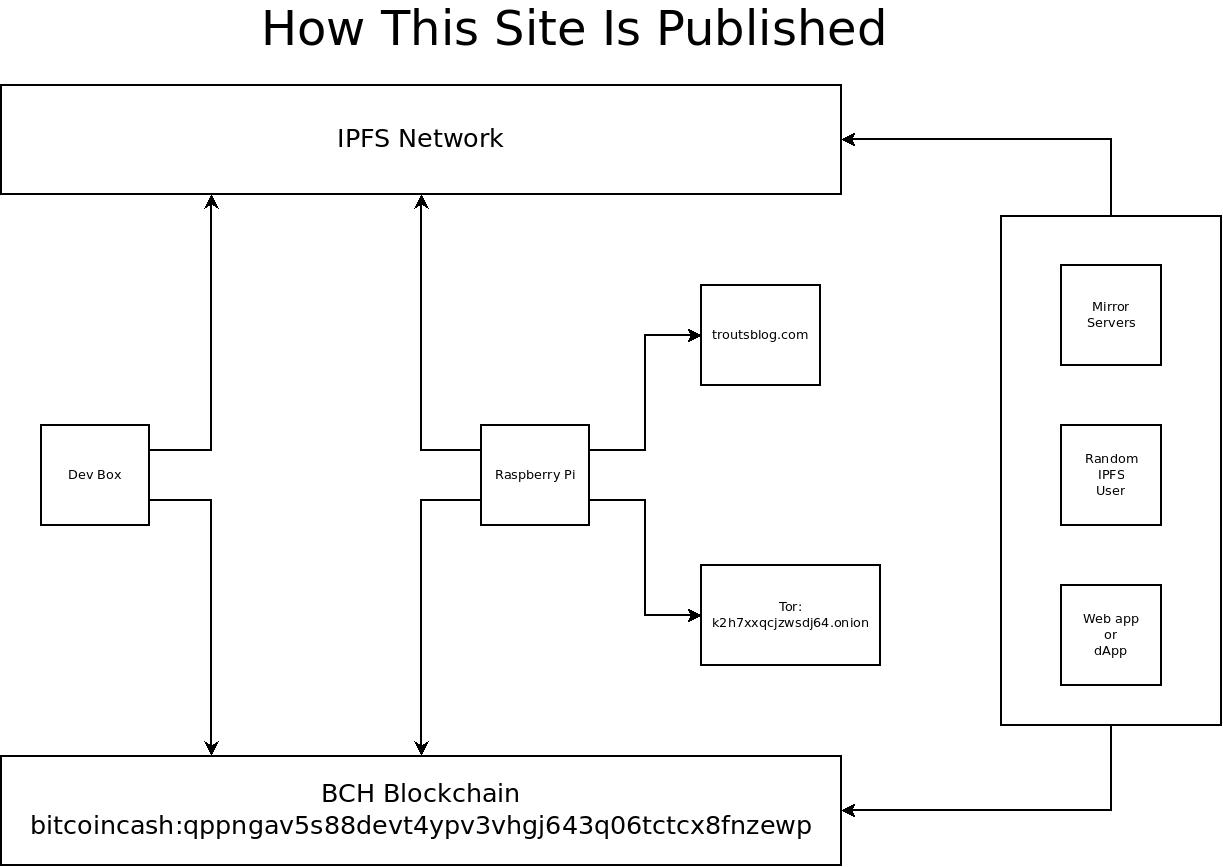 How This Site Is Published
IPFS Network
Mirror
Servers
troutsblog.com
Dev Box
Raspberry Pi
Random
IPFS
User
Tor:
k2h7xxqcjzwsdj64.onion
Web app
or
dApp
BCH Blockchain
bitcoincash:qppngav5s88devt4ypv3vhgj643q06tctcx8fnzewp